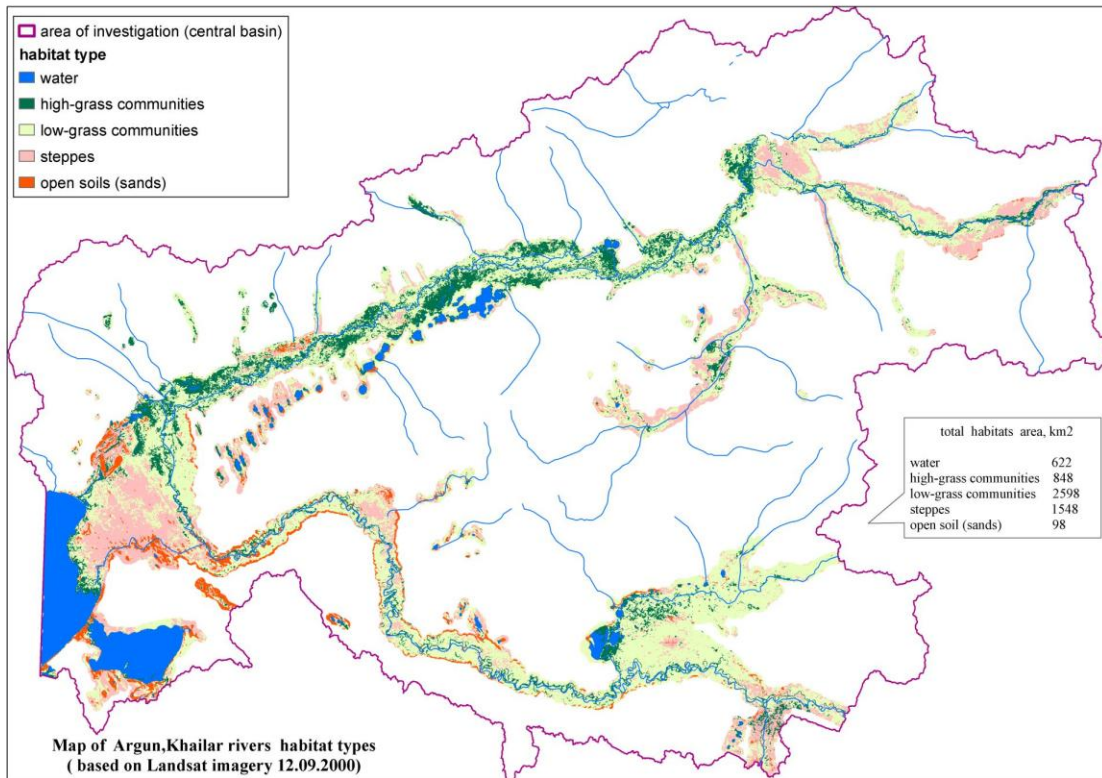 area of investigation (central basin)
habitat type
water
high-grass communities
low-grass communities
steppes
open soils (sands)
total habitats area, km2
water 622
high-grass communities 848
low-grass communities 2598
steppes 1548
open soil (sands) 98
Map of Argun,Khailar rivers habitat types
( based on Landsat imagery 12.09.2000)